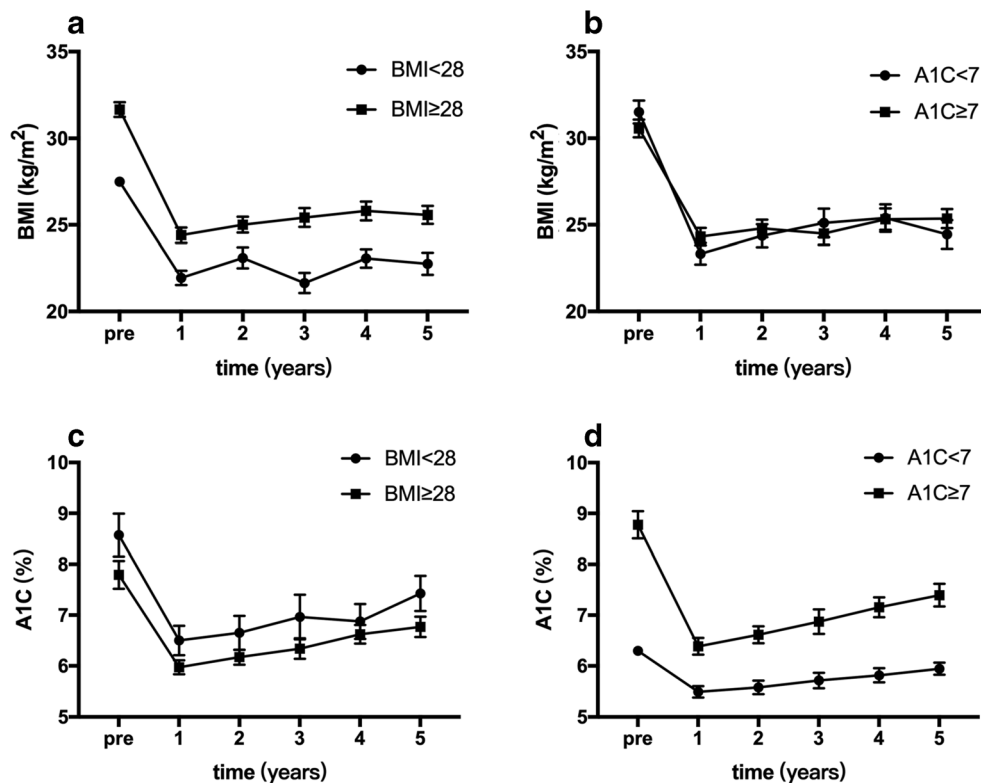 a
BMI (kg/m²)
35
30
25
20
BMI<28
BMI≥28
pre 1 2 3 4 5
time (years)
b
BMI (kg/m²)
35
30
25
20
A1C<7
A1C≥7
pre 1 2 3 4 5
time (years)
c
A1C (%)
10
9
8
7
6
5
BMI<28
BMI≥28
pre 1 2 3 4 5
time (years)
d
A1C (%)
10
9
8
7
6
5
A1C<7
A1C≥7
pre 1 2 3 4 5
time (years)